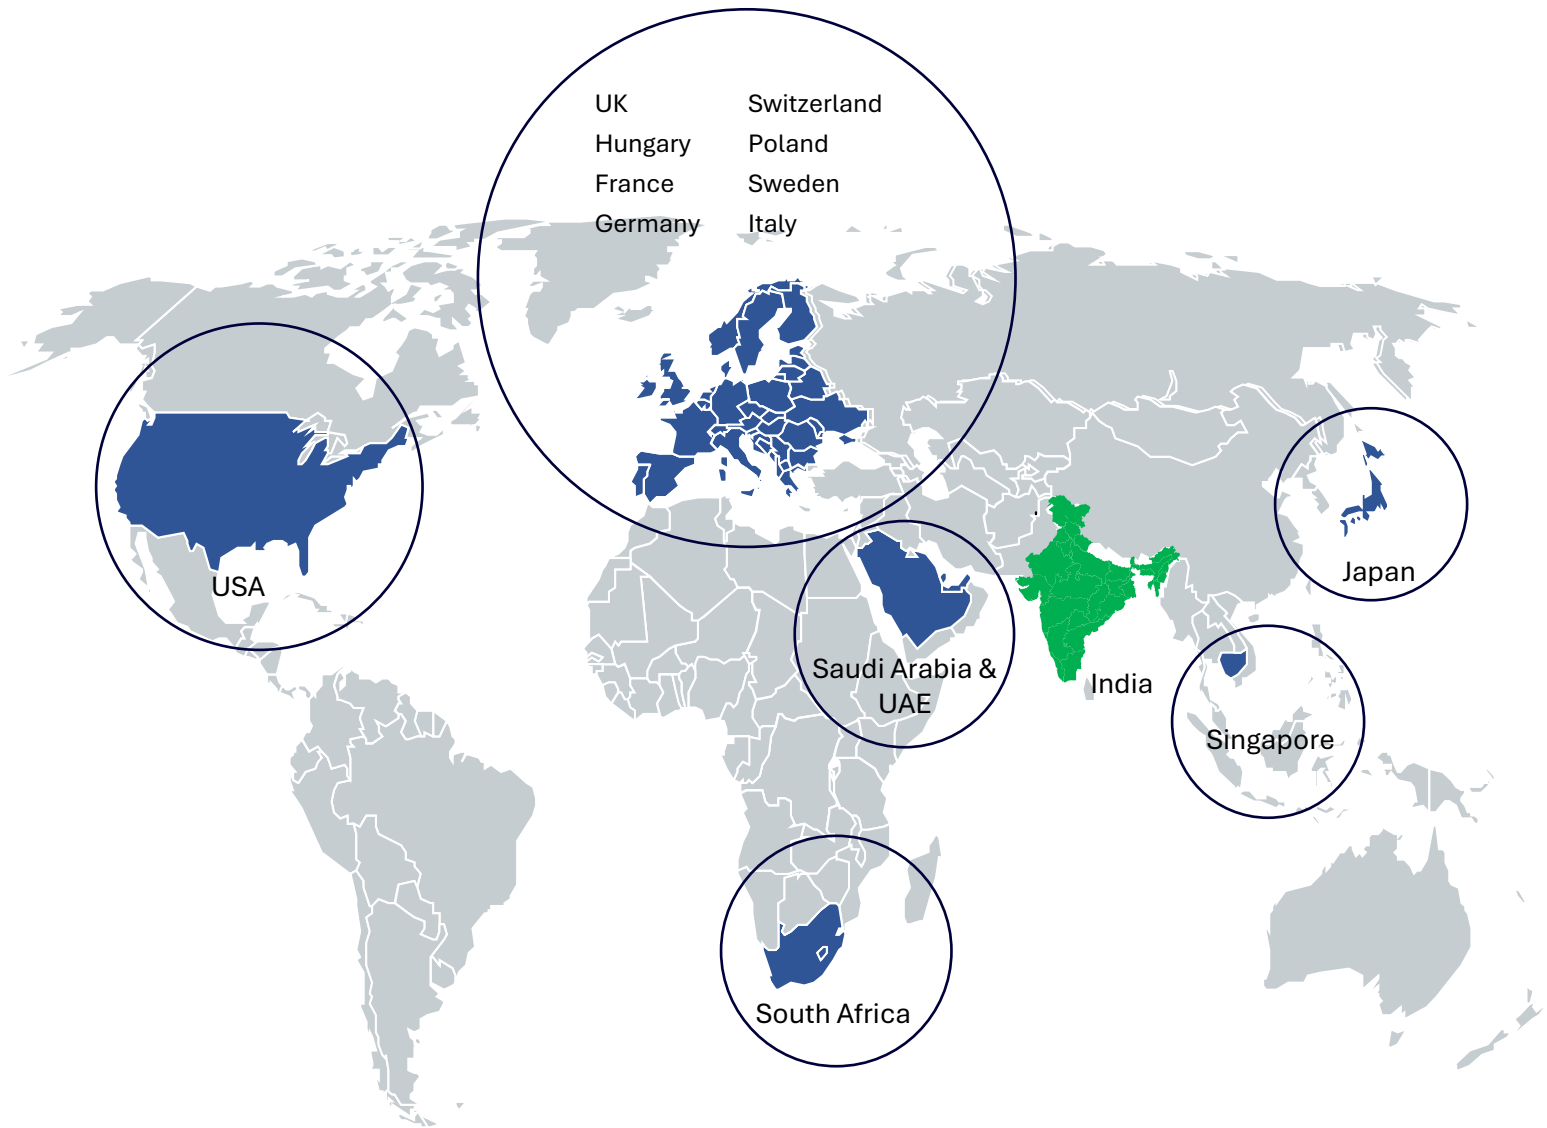 UK Switzerland
Hungary Poland
France Sweden
Germany Italy
USA
Japan
Saudi Arabia &
UAE
India
Singapore
South Africa